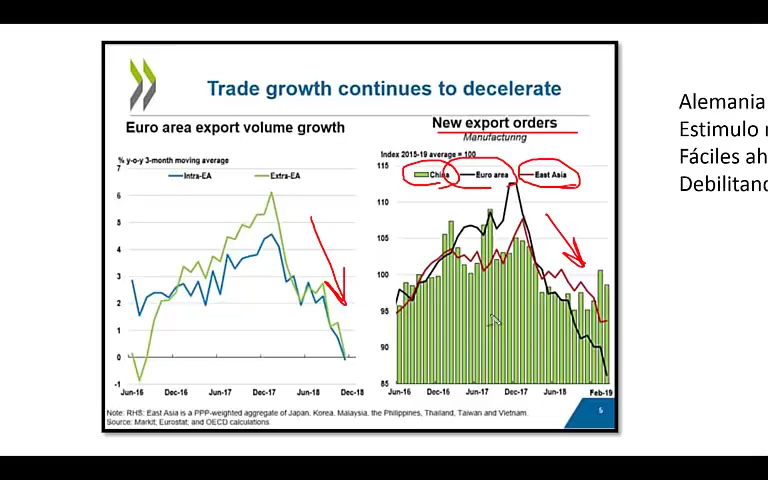 Trade growth continues to decelerate
Euro area export volume growth
% y-o-y 3-month moving average
Intra-EA
Extra-EA
7
6
5
4
3
2
1
0
-1
Jun-16
Dec-16
Jun-17
Dec-17
Jun-18
Dec-18
New export orders
Manufacturing
Index 2015-19 average = 100
China
Euro area
East Asia
115
110
105
100
95
90
85
Jun-16
Dec-16
Jun-17
Dec-17
Jun-18
Feb-19
Note: RHS: East Asia is a PPP-weighted aggregate of Japan, Korea, Malaysia, the Philippines, Thailand, Taiwan and Vietnam.
Source: Markit; Eurostat; and OECD calculations
5
Alemania
Estimulo
Fáciles ah
Debilitand